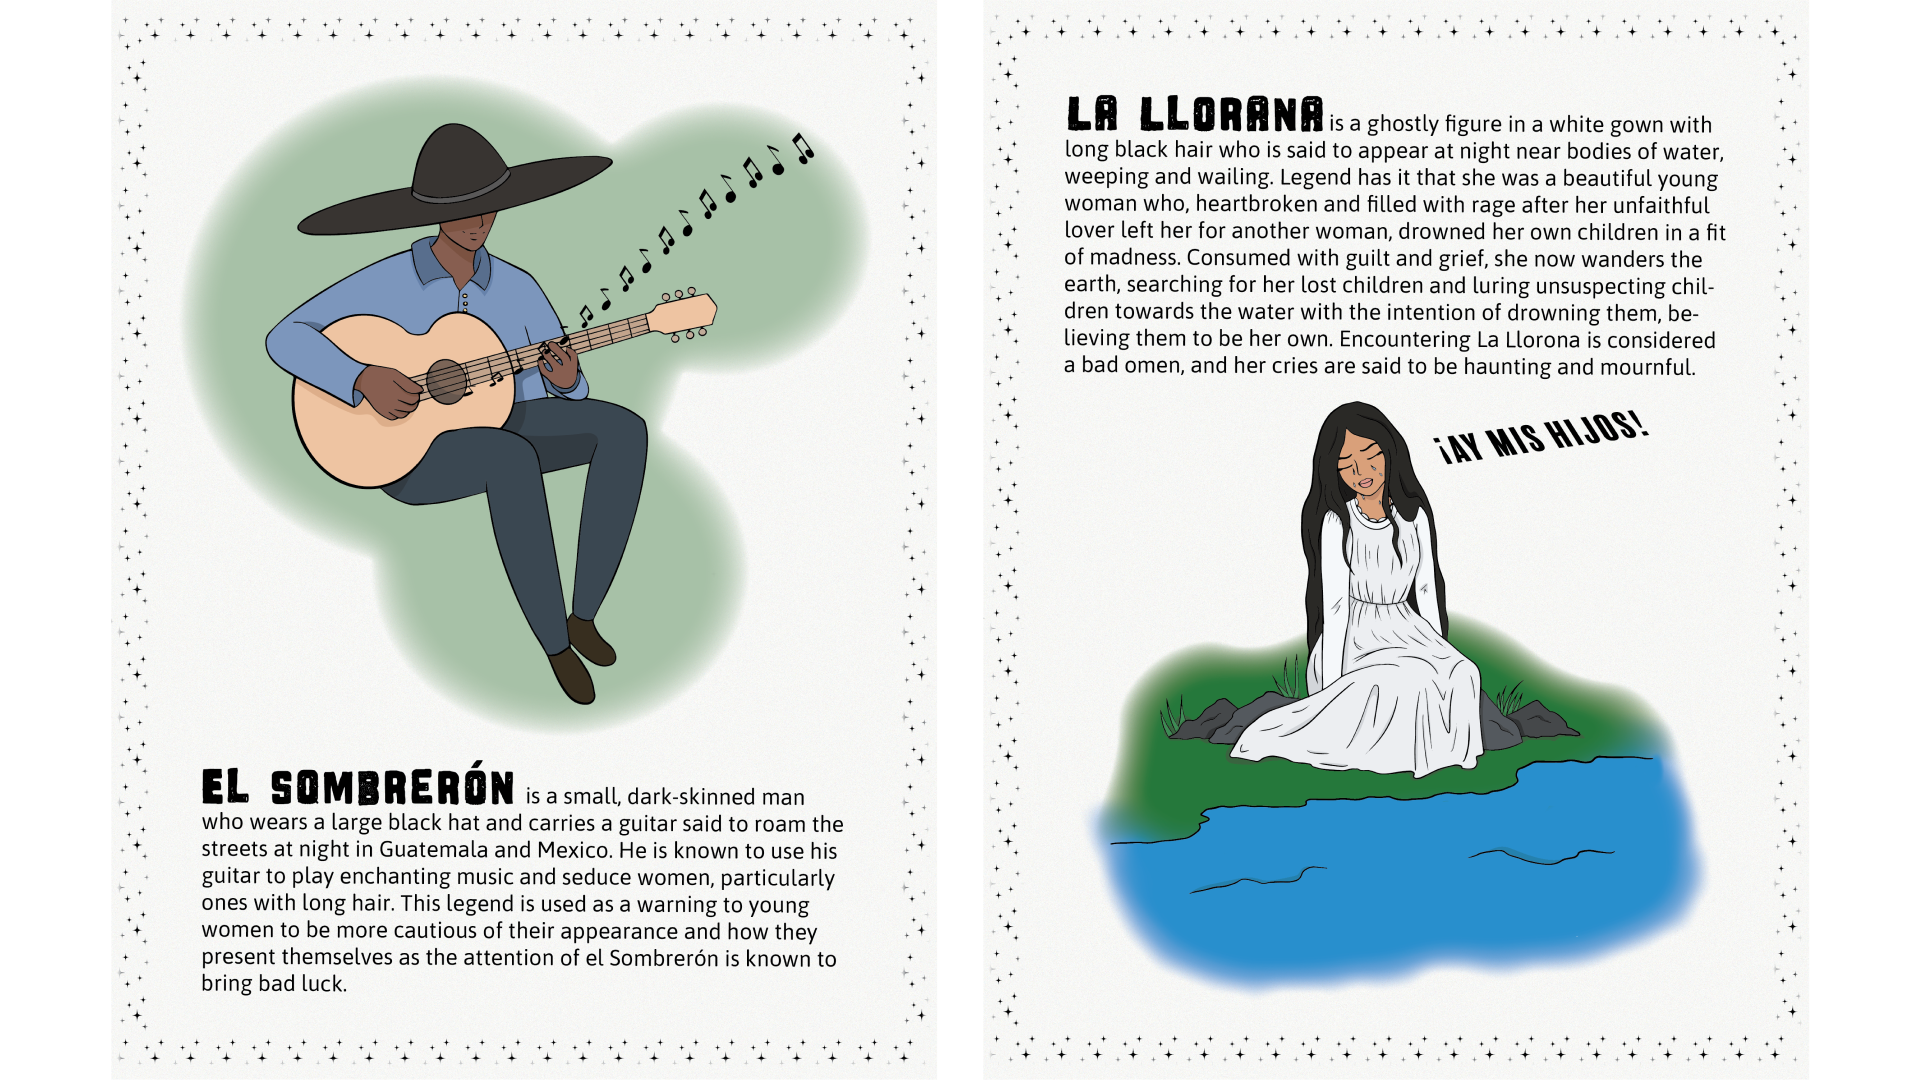 EL SOMBRERÓN is a small, dark-skinned man
who wears a large black hat and carries a guitar said to roam the
streets at night in Guatemala and Mexico. He is known to use his
guitar to play enchanting music and seduce women, particularly
ones with long hair. This legend is used as a warning to young
women to be more cautious of their appearance and how they
present themselves as the attention of el Sombrerón is known to
bring bad luck.
LA LLORANA is a ghostly figure in a white gown with
long black hair who is said to appear at night near bodies of water,
weeping and wailing. Legend has it that she was a beautiful young
woman who, heartbroken and filled with rage after her unfaithful
lover left her for another woman, drowned her own children in a fit
of madness. Consumed with guilt and grief, she now wanders the
earth, searching for her lost children and luring unsuspecting chil-
dren towards the water with the intention of drowning them, be-
lieving them to be her own. Encountering La Llorona is considered
a bad omen, and her cries are said to be haunting and mournful.
¡AY MIS HIJOS!